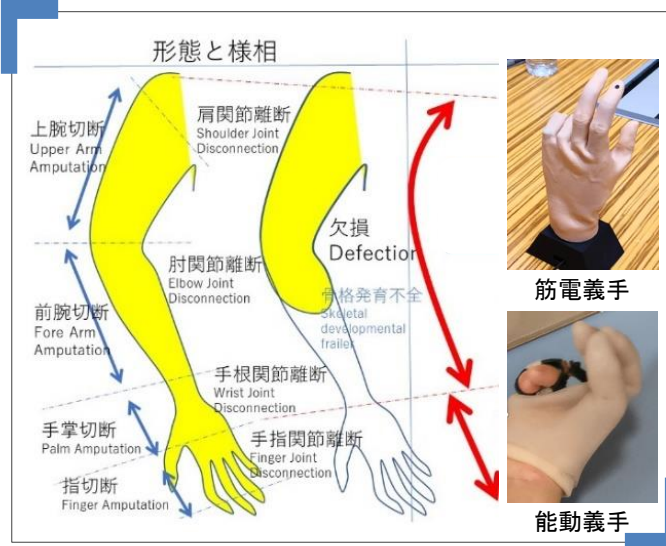 形態と様相
上腕切断
Upper Arm
Amputation
肩関節離断
Shoulder Joint
Disconnection
欠損
Defection
肘関節離断
Elbow Joint
Disconnection
骨格発育不全
Skeletal
developmental
frailer
前腕切断
Fore Arm
Amputation
手根関節離断
Wrist Joint
Disconnection
手掌切断
Palm Amputation
手指関節離断
Finger Joint
Disconnection
指切断
Finger Amputation
筋電義手
能動義手